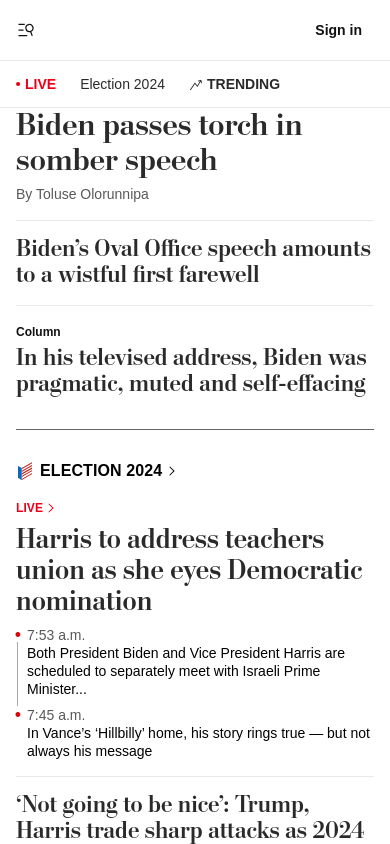 Sign in
LIVE
Election 2024
TRENDING
Biden passes torch in
somber speech
By Toluse Olorunnipa
Biden’s Oval Office speech amounts
to a wistful first farewell
Column
In his televised address, Biden was
pragmatic, muted and self-effacing
ELECTION 2024
LIVE
Harris to address teachers
union as she eyes Democratic
nomination
7:53 a.m.
Both President Biden and Vice President Harris are
scheduled to separately meet with Israeli Prime
Minister...
7:45 a.m.
In Vance’s ‘Hillbilly’ home, his story rings true — but not
always his message
‘Not going to be nice’: Trump,
Harris trade sharp attacks as 2024